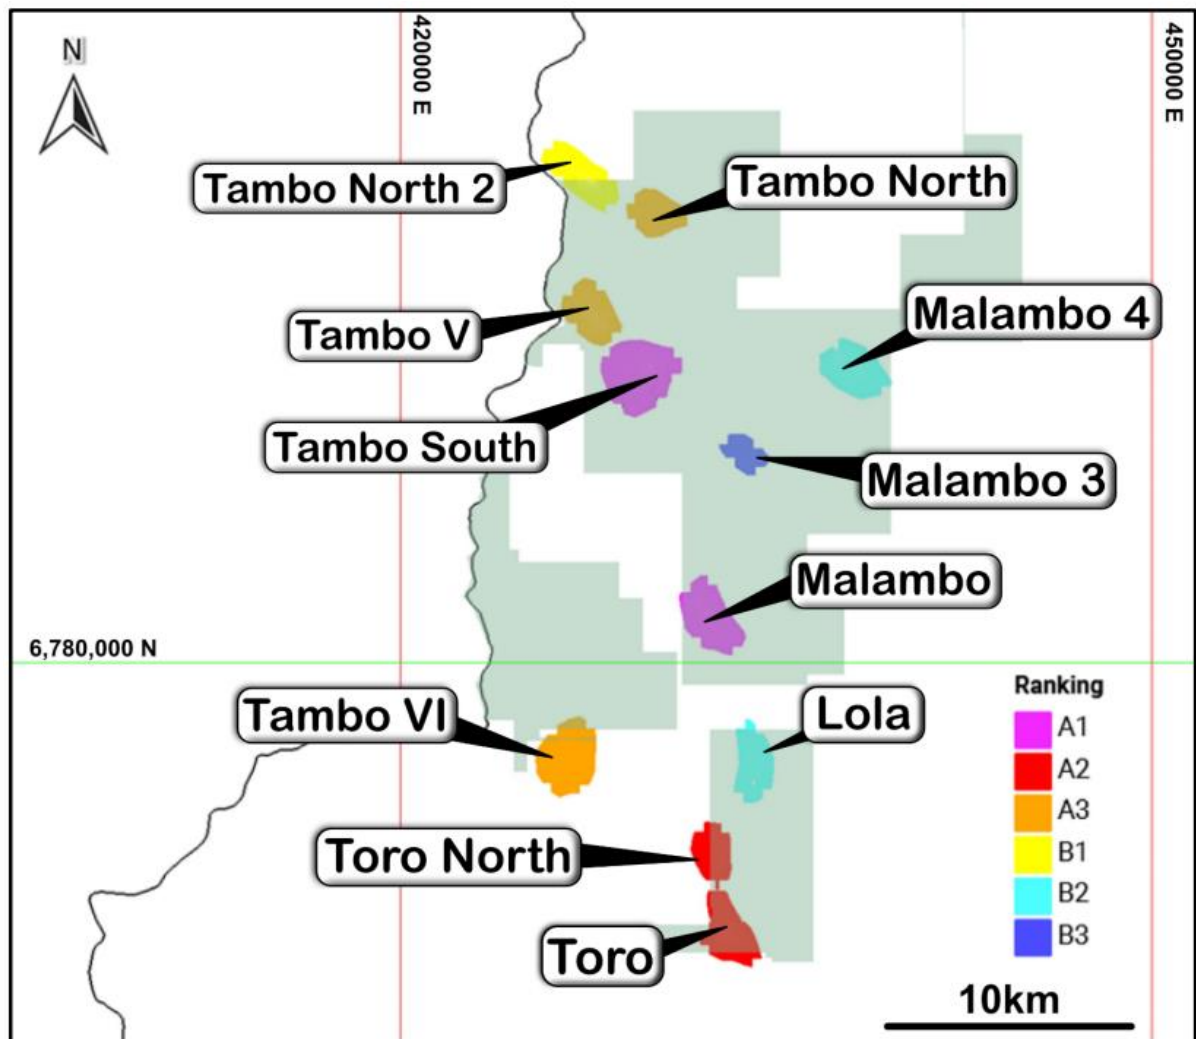 N
420000 E
450000 E
Tambo North 2
Tambo North
Tambo V
Malambo 4
Tambo South
Malambo 3
Malambo
6,780,000 N
Tambo VI
Lola
Toro North
Toro
Ranking
A1
A2
A3
B1
B2
B3
10km